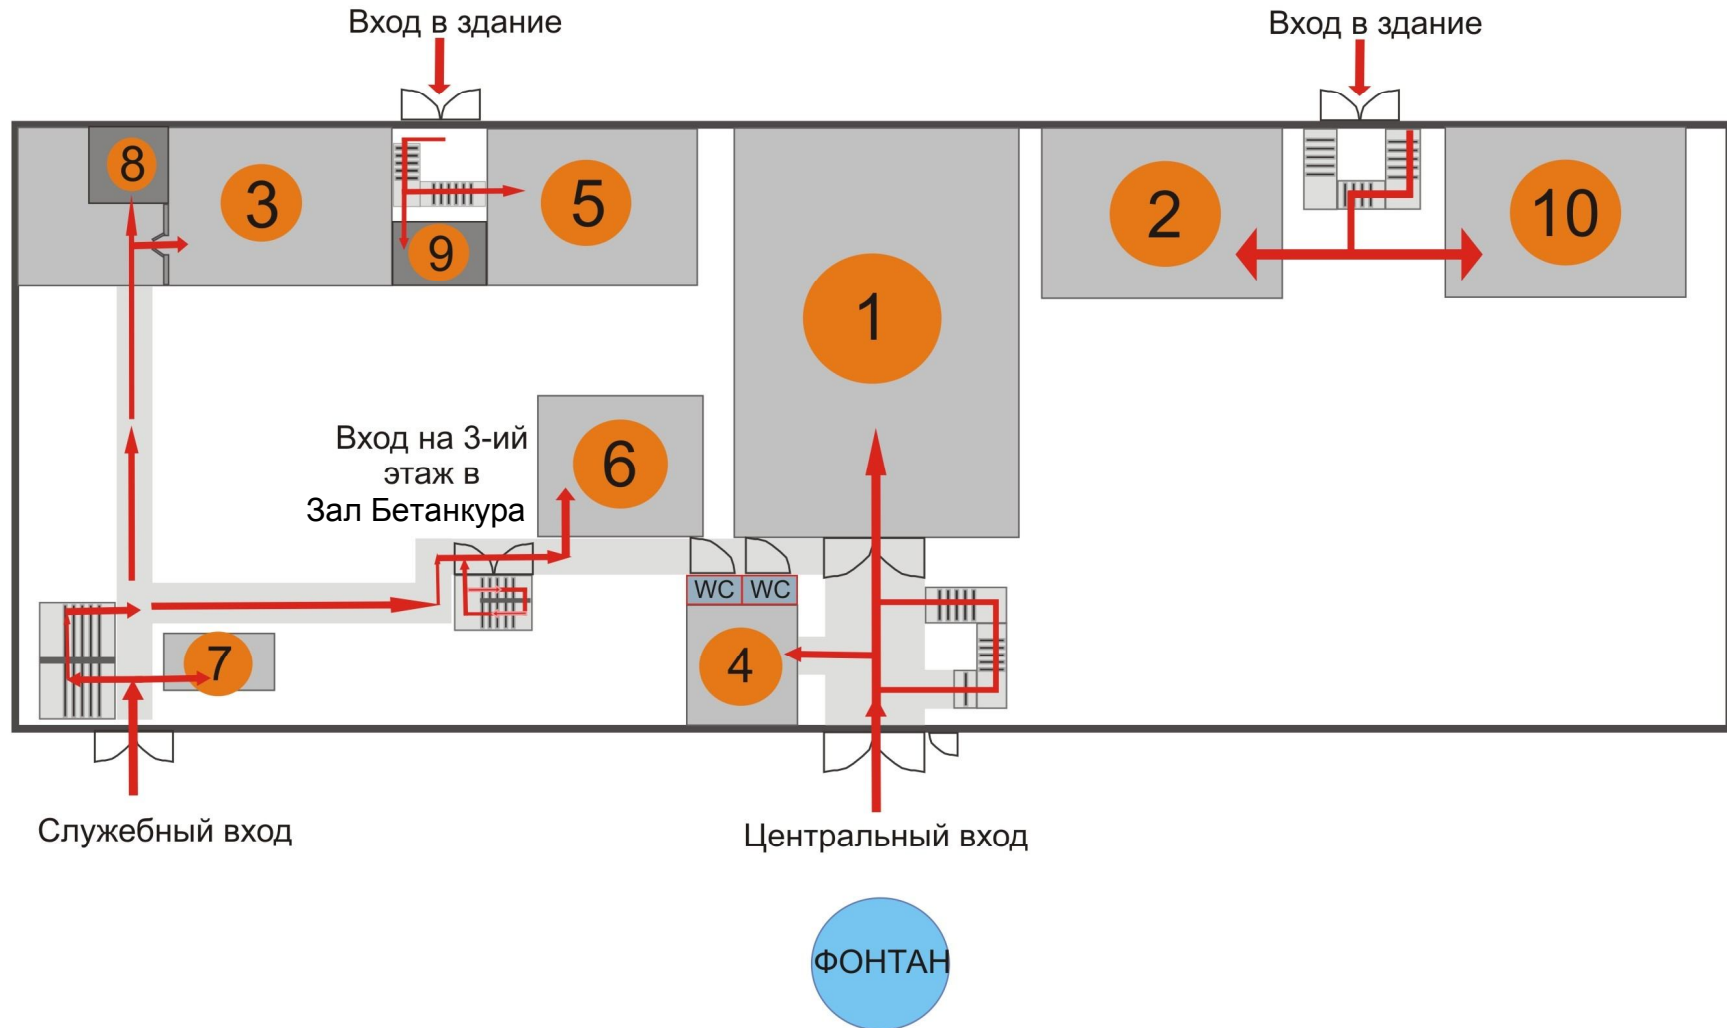 Вход в здание
Вход в здание
8
3
5
9
1
2
10
Вход на 3-ий
этаж в
Зал Бетанкура
6
WC WC
7
4
Служебный вход
Центральный вход
ФОНТАН